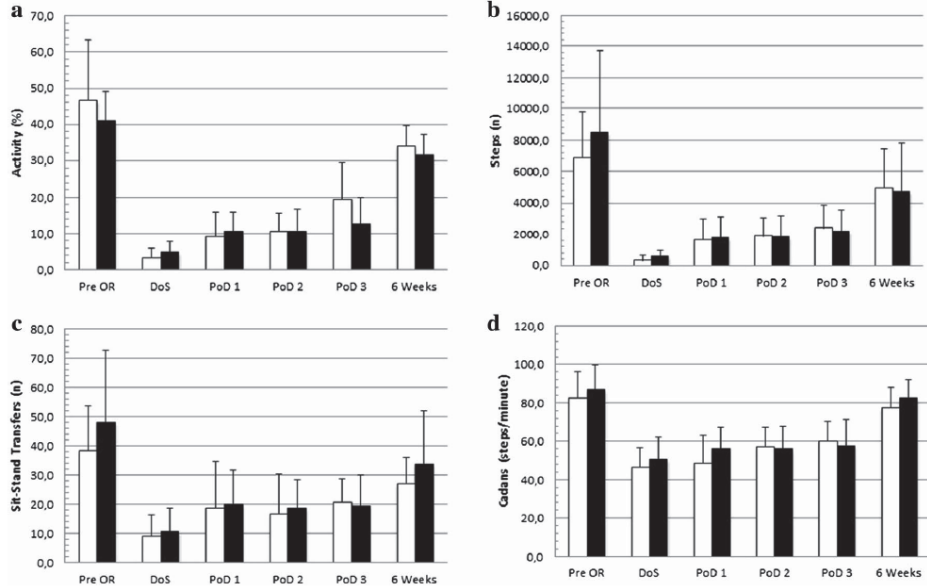 a
Activity (%)
70,0
60,0
50,0
40,0
30,0
20,0
10,0
0,0
Pre OR DoS PoD 1 PoD 2 PoD 3 6 Weeks
b
Steps (n)
16000,0
14000,0
12000,0
10000,0
8000,0
6000,0
4000,0
2000,0
0,0
Pre OR DoS PoD 1 PoD 2 PoD 3 6 Weeks
c
Sit-Stand Transfers (n)
80,0
70,0
60,0
50,0
40,0
30,0
20,0
10,0
0,0
Pre OR DoS PoD 1 PoD 2 PoD 3 6 Weeks
d
Cadans (steps/minute)
120,0
100,0
80,0
60,0
40,0
20,0
0,0
Pre OR DoS PoD 1 PoD 2 PoD 3 6 Weeks